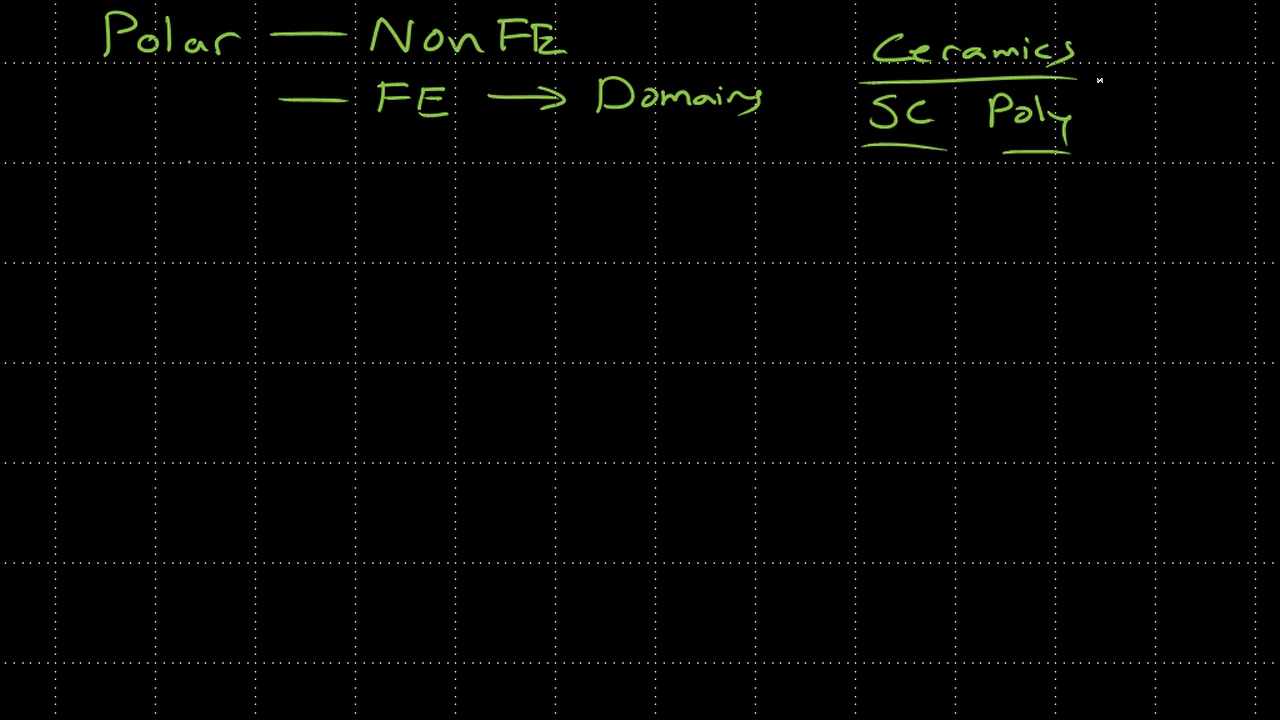 Polar — Non FE
— FE → Domains
Ceramics
SC Poly